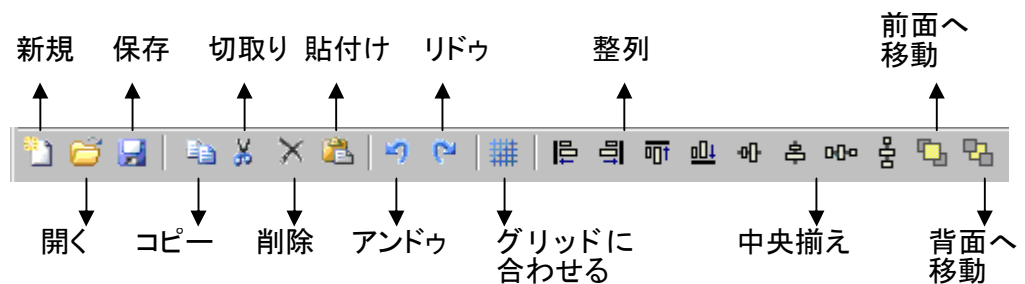 前面へ
移動
新規
保存
切取り
貼付け
リドゥ
整列
開く
コピー
削除
アンドゥ
グリッドに
合わせる
中央揃え
背面へ
移動